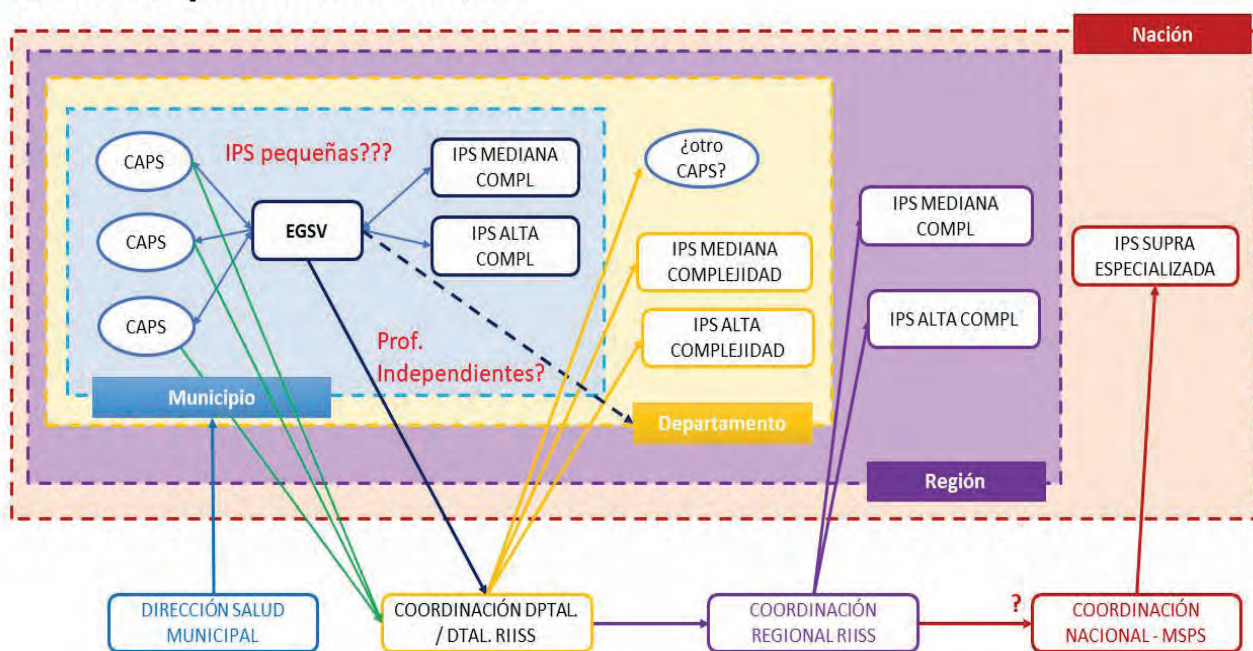 Nación
CAPS
IPS pequeñas???
IPS MEDIANA
COMPL
¿otro
CAPS?
CAPS
EGSV
IPS ALTA
COMPL
IPS MEDIANA
COMPL
IPS MEDIANA
COMPLEJIDAD
IPS SUPRA
ESPECIALIZADA
CAPS
Prof.
Independientes?
IPS ALTA
COMPLEJIDAD
IPS ALTA COMPL
Municipio
Departamento
Región
DIRECCIÓN SALUD
MUNICIPAL
COORDINACIÓN DPTAL.
/ DTAL. RIISS
COORDINACIÓN
REGIONAL RIISS
?
COORDINACIÓN
NACIONAL - MSPS